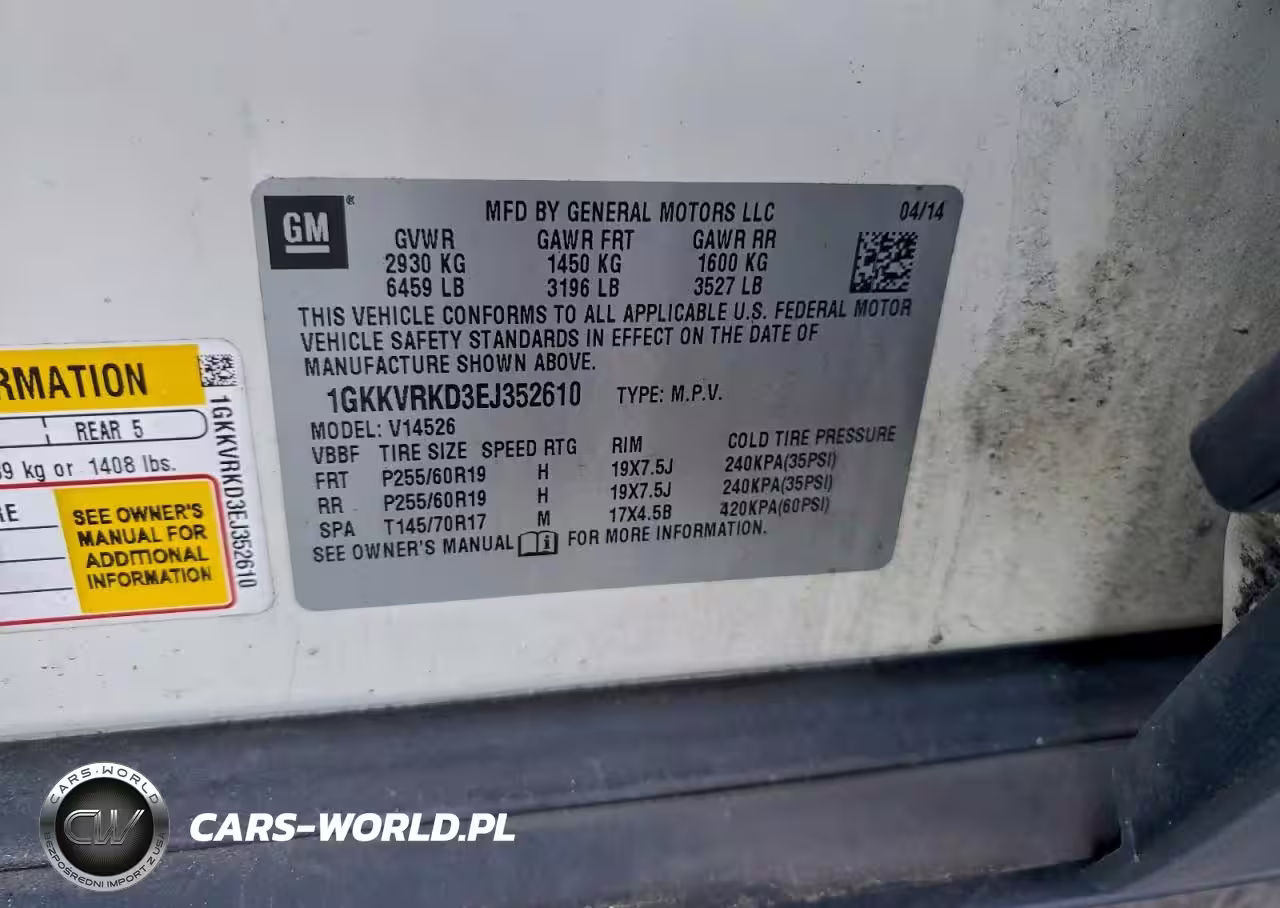 GM®
MFD BY GENERAL MOTORS LLC 04/14
GVWR GAWR FRT GAWR RR
2930 KG 1450 KG 1600 KG
6459 LB 3196 LB 3527 LB
THIS VEHICLE CONFORMS TO ALL APPLICABLE U.S. FEDERAL MOTOR
VEHICLE SAFETY STANDARDS IN EFFECT ON THE DATE OF
MANUFACTURE SHOWN ABOVE.
1GKKVRKD3EJ352610 TYPE: M.P.V.
MODEL: V14526
VBBF TIRE SIZE SPEED RTG RIM COLD TIRE PRESSURE
FRT P255/60R19 H 19X7.5J 240KPA(35PSI)
RR P255/60R19 H 19X7.5J 240KPA(35PSI)
SPA T145/70R17 M 17X4.5B 420KPA(60PSI)
SEE OWNER'S MANUAL FOR MORE INFORMATION.
RMATION
REAR 5
39 kg or 1408 lbs.
RE
SEE OWNER'S
MANUAL FOR
ADDITIONAL
INFORMATION
1GKKVRKD3EJ352610
CARS-WORLD
CW
BEZPOŚREDNI IMPORT Z USA
CARS-WORLD.PL